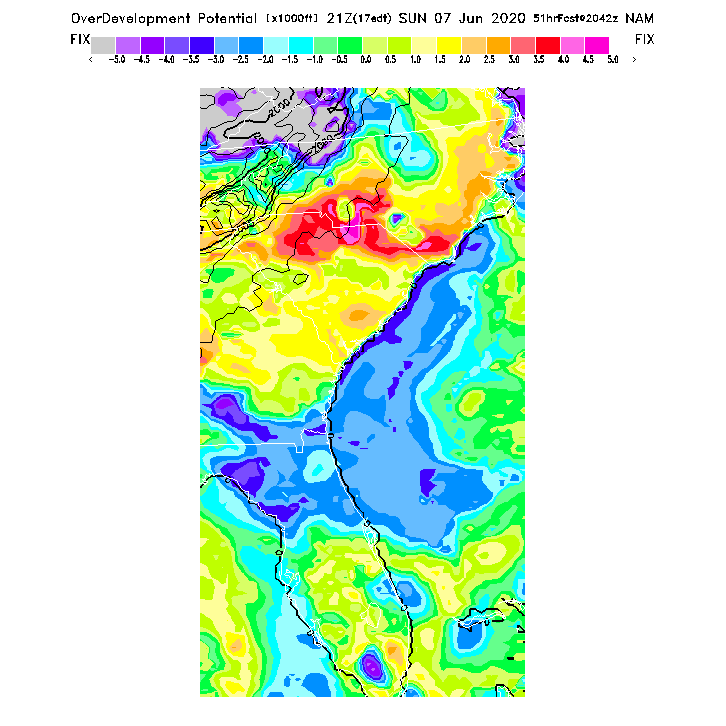 OverDevelopment Potential [x1000ft] 21Z(17edt) SUN 07 Jun 2020 51hrFcst@2042z NAM
FIX FIX
< -5.0 -4.5 -4.0 -3.5 -3.0 -2.5 -2.0 -1.5 -1.0 -0.5 0.0 0.5 1.0 1.5 2.0 2.5 3.0 3.5 4.0 4.5 5.0 >
2000
2000